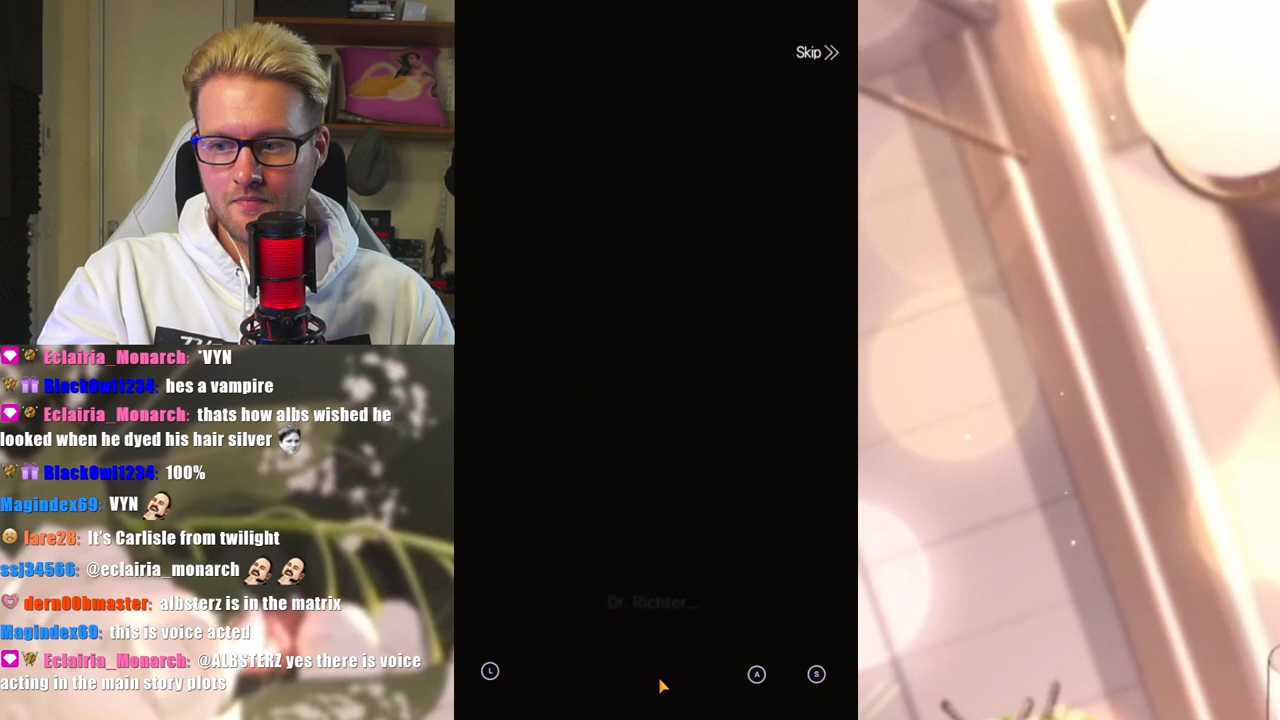 Skip
Eclairia_Monarch: *VYN
BlackOwl1234: hes a vampire
Eclairia_Monarch: thats how albs wished he
looked when he dyed his hair silver
BlackOwl1234: 100%
Magindex69: VYN
lare28: It's Carlisle from twilight
ssj34566: @eclairia_monarch
dern00bmaster: albsterz is in the matrix
Magindex69: this is voice acted
Eclairia_Monarch: @ALBSTERZ yes there is voice
acting in the main story plots
Dr. Richter...
L
A
S